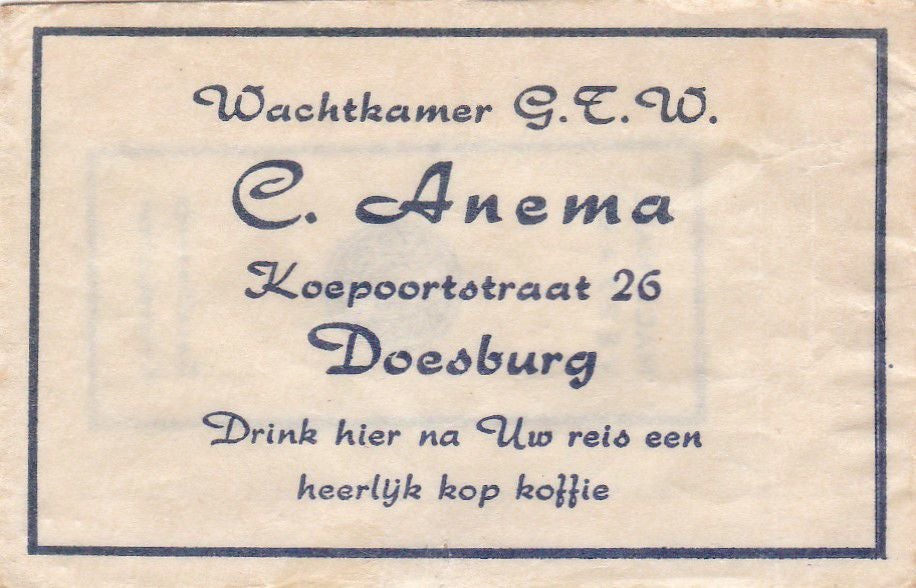 Wachtkamer G.T.W.
C. Anema
Koepoortstraat 26
Doesburg
Drink hier na Uw reis een
heerlijk kop koffie